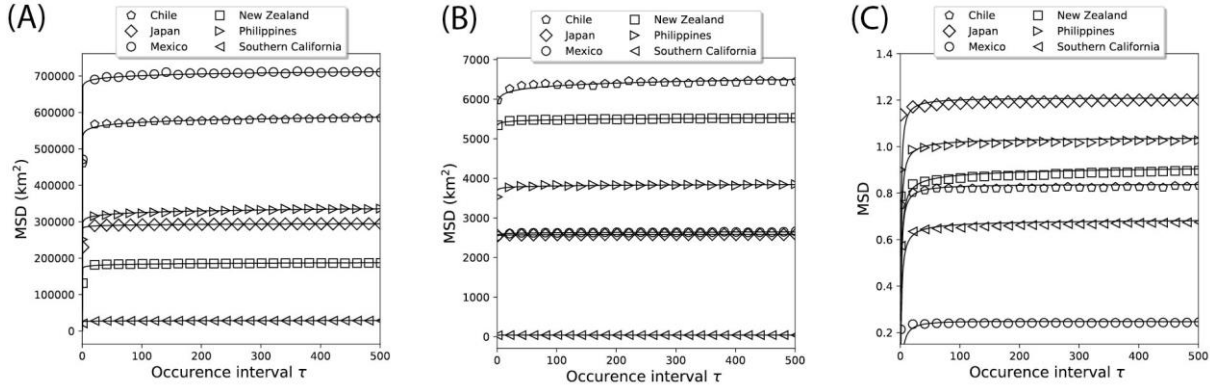 (A)
Chile New Zealand
Japan Philippines
Mexico Southern California
MSD (km²)
700000
600000
500000
400000
300000
200000
100000
0
0 100 200 300 400 500
Occurence interval τ
(B)
Chile New Zealand
Japan Philippines
Mexico Southern California
MSD (km²)
7000
6000
5000
4000
3000
2000
1000
0
0 100 200 300 400 500
Occurence interval τ
(C)
Chile New Zealand
Japan Philippines
Mexico Southern California
MSD
1.4
1.2
1.0
0.8
0.6
0.4
0.2
0 100 200 300 400 500
Occurence interval τ